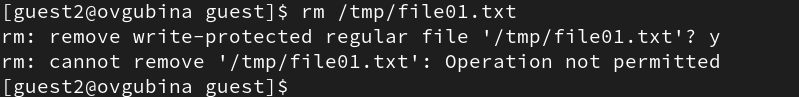 [guest2@ovgubina guest]$ rm /tmp/file01.txt
rm: remove write-protected regular file '/tmp/file01.txt'? y
rm: cannot remove '/tmp/file01.txt': Operation not permitted
[guest2@ovgubina guest]$